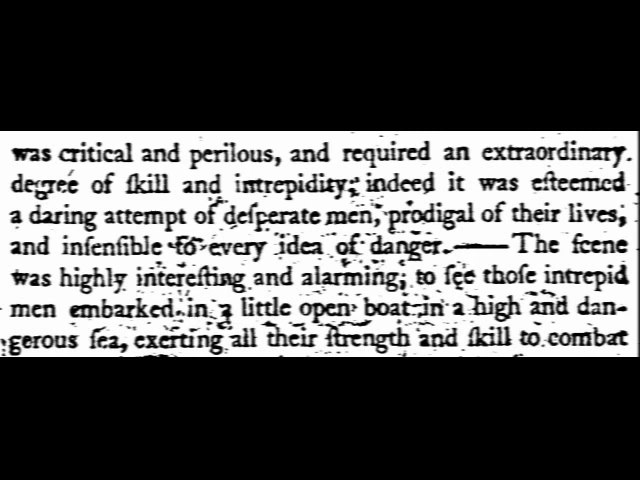 was critical and perilous, and required an extraordinary
degree of ſkill and intrepidity; indeed it was eſteemed
a daring attempt of deſperate men, prodigal of their lives,
and inſenſible to every idea of danger.—— The ſcene
was highly intereſting and alarming; to ſee thoſe intrepid
men embarked in a little open boat in a high and dan-
gerous ſea, exerting all their ſtrength and ſkill to combat